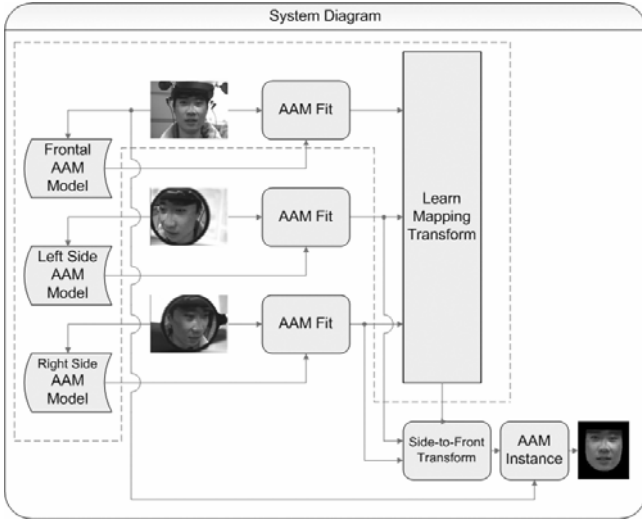 System Diagram
AAM Fit
Frontal
AAM
Model
AAM Fit
Learn
Mapping
Transform
Left Side
AAM
Model
AAM Fit
Right Side
AAM
Model
Side-to-Front
Transform
AAM
Instance